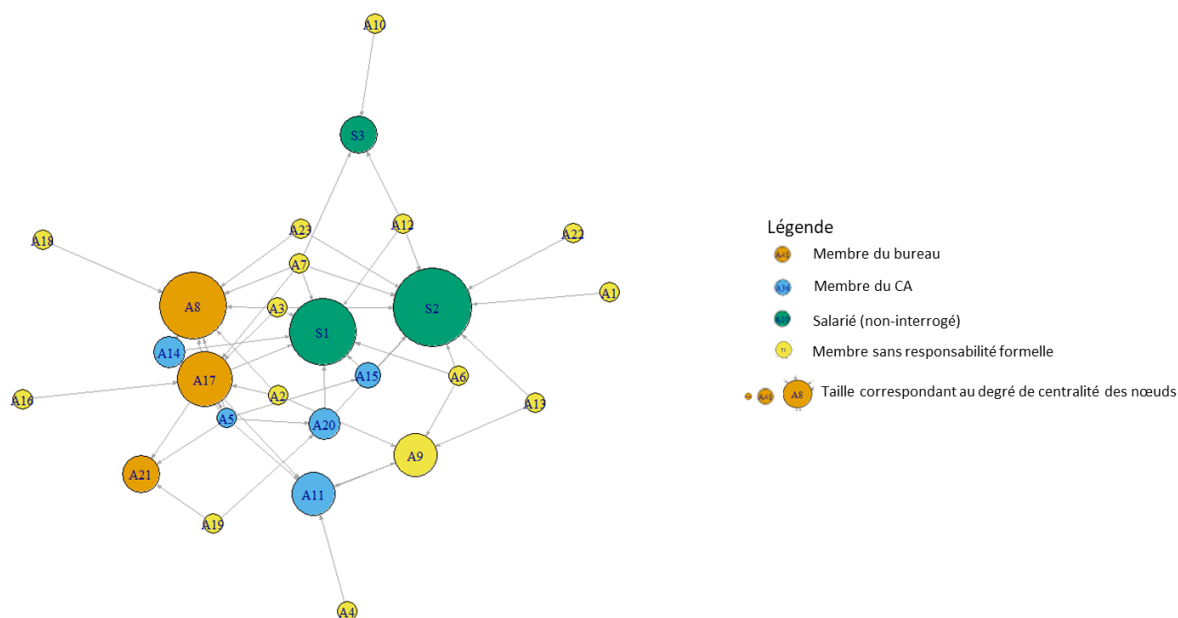 A10
S3
A23
A12
A18
A22
A7
A1
A8
A3
S2
S1
A14
A15
A6
A17
A2
A16
A13
A5
A20
A9
A21
A11
A19
A4
Légende
Membre du bureau
Membre du CA
Salarié (non-interrogé)
Membre sans responsabilité formelle
A8
Taille correspondant au degré de centralité des nœuds